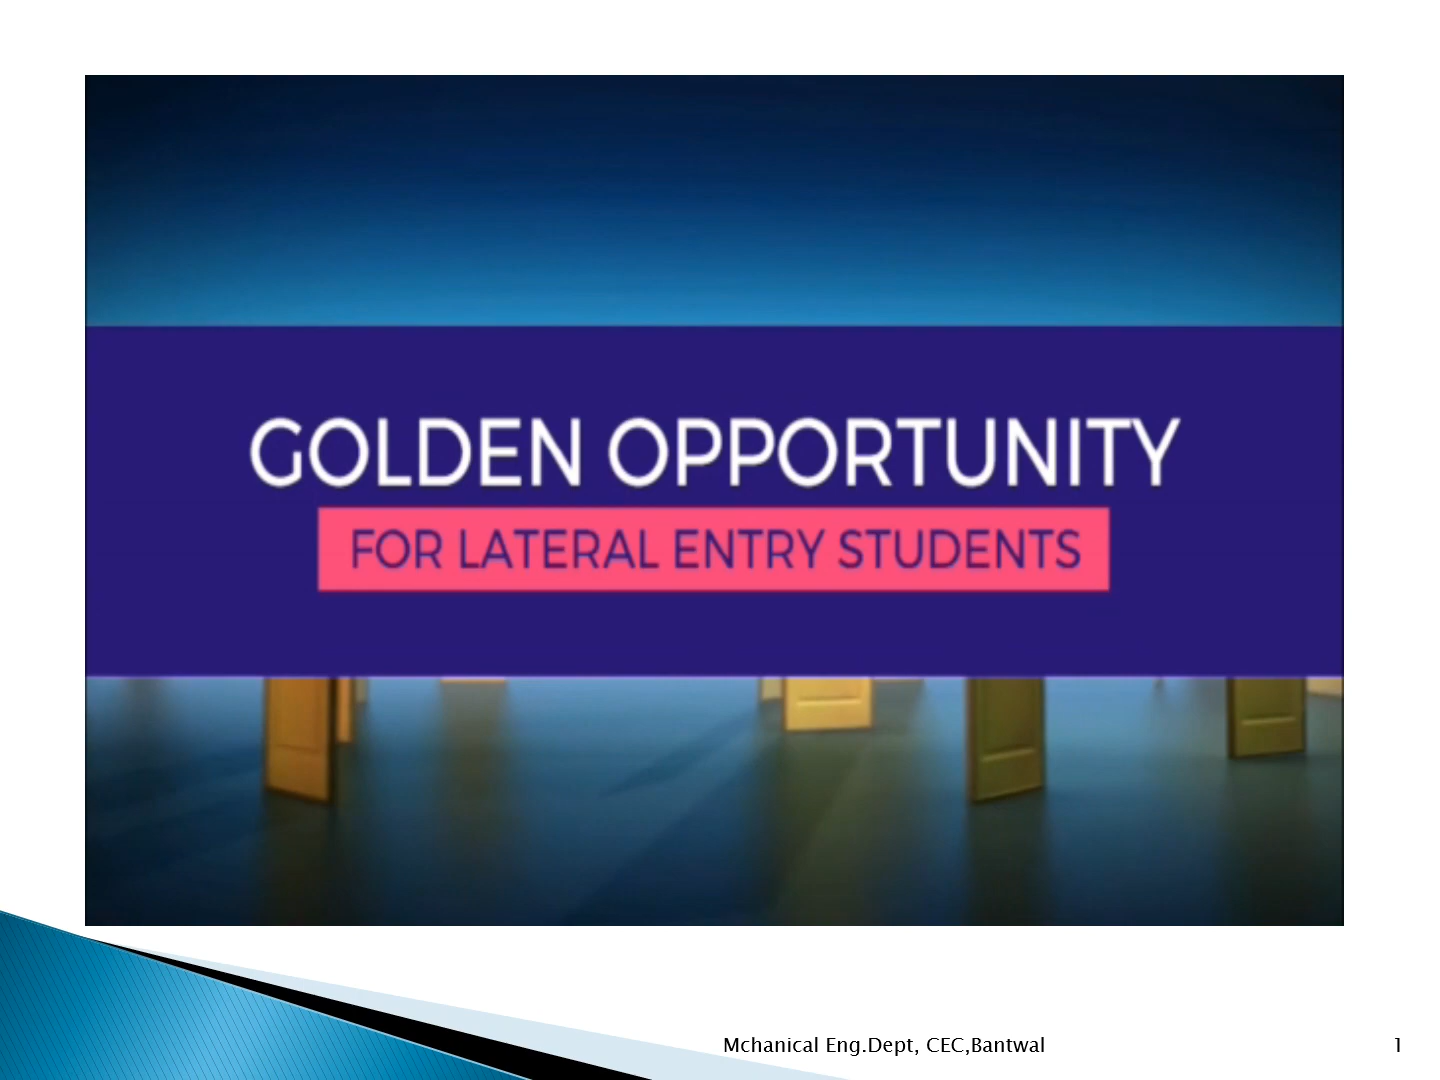 GOLDEN OPPORTUNITY
FOR LATERAL ENTRY STUDENTS
Mchanical Eng.Dept, CEC,Bantwal
1